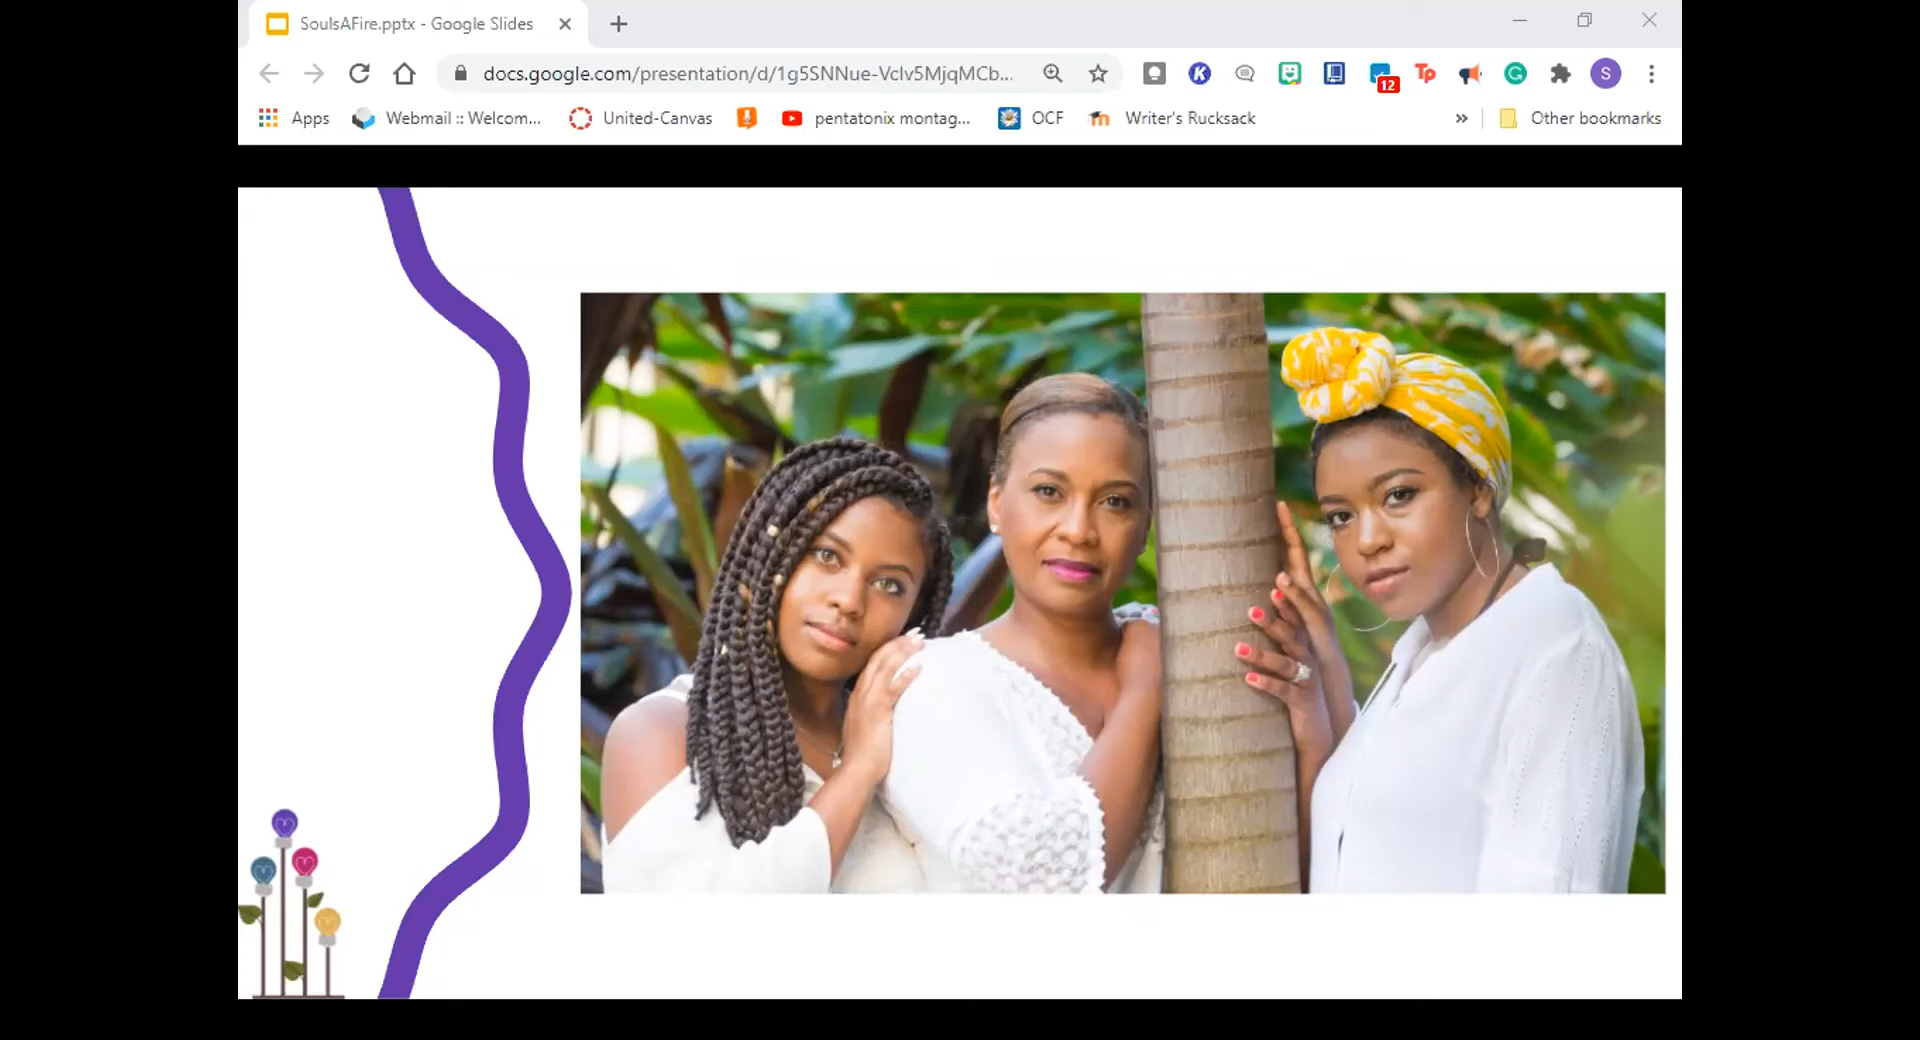 SoulsAFire.pptx - Google Slides
docs.google.com/presentation/d/1g5SNNue-Vclv5MjqMCb...
K
12
Tp
G
S
Apps
Webmail :: Welcom...
United-Canvas
pentatonix montag...
OCF
Writer's Rucksack
»
Other bookmarks